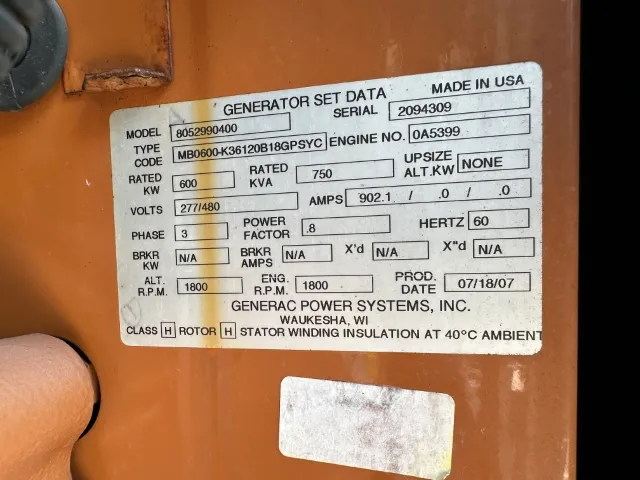 GENERATOR SET DATA MADE IN USA
MODEL 8052990400 SERIAL 2094309
TYPE CODE MB0600-K36120B18GPSYC ENGINE NO. 0A5399
RATED KW 600 RATED KVA 750 UPSIZE ALT.KW NONE
VOLTS 277/480 AMPS 902.1 / .0 / .0
PHASE 3 POWER FACTOR .8 HERTZ 60
BRKR KW N/A BRKR AMPS N/A X'd N/A X"d N/A
ALT. R.P.M. 1800 ENG. R.P.M. 1800 PROD. DATE 07/18/07
GENERAC POWER SYSTEMS, INC.
WAUKESHA, WI
CLASS H ROTOR H STATOR WINDING INSULATION AT 40°C AMBIENT